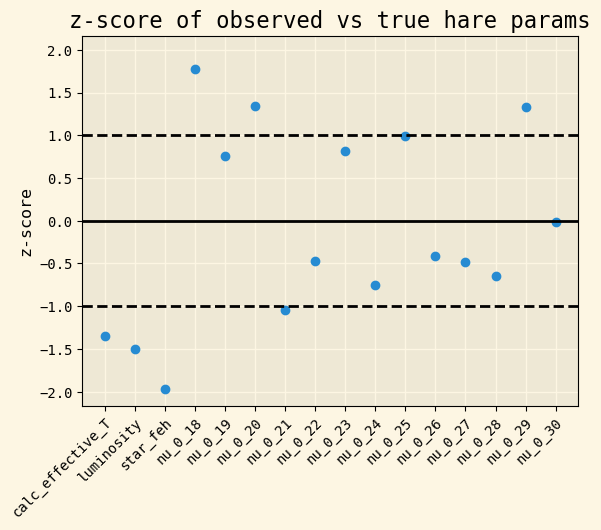 z-score of observed vs true hare params
z-score
2.0
1.5
1.0
0.5
0.0
−0.5
−1.0
−1.5
−2.0
calc_effective_T
luminosity
star_feh
nu_0_18
nu_0_19
nu_0_20
nu_0_21
nu_0_22
nu_0_23
nu_0_24
nu_0_25
nu_0_26
nu_0_27
nu_0_28
nu_0_29
nu_0_30